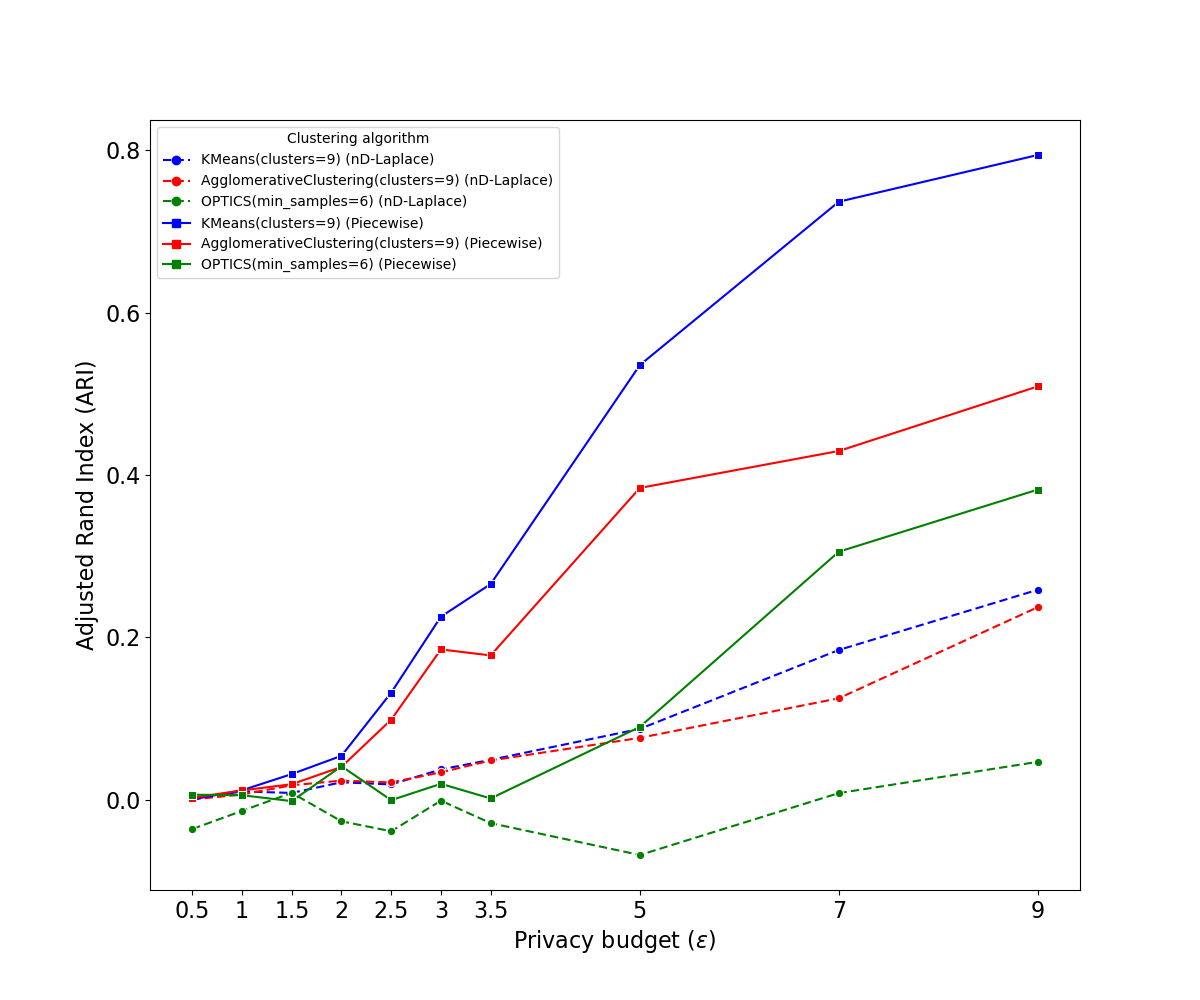 Clustering algorithm
KMeans(clusters=9) (nD-Laplace)
AgglomerativeClustering(clusters=9) (nD-Laplace)
OPTICS(min_samples=6) (nD-Laplace)
KMeans(clusters=9) (Piecewise)
AgglomerativeClustering(clusters=9) (Piecewise)
OPTICS(min_samples=6) (Piecewise)
Adjusted Rand Index (ARI)
0.8
0.6
0.4
0.2
0.0
0.5 1 1.5 2 2.5 3 3.5 5 7 9
Privacy budget (ε)